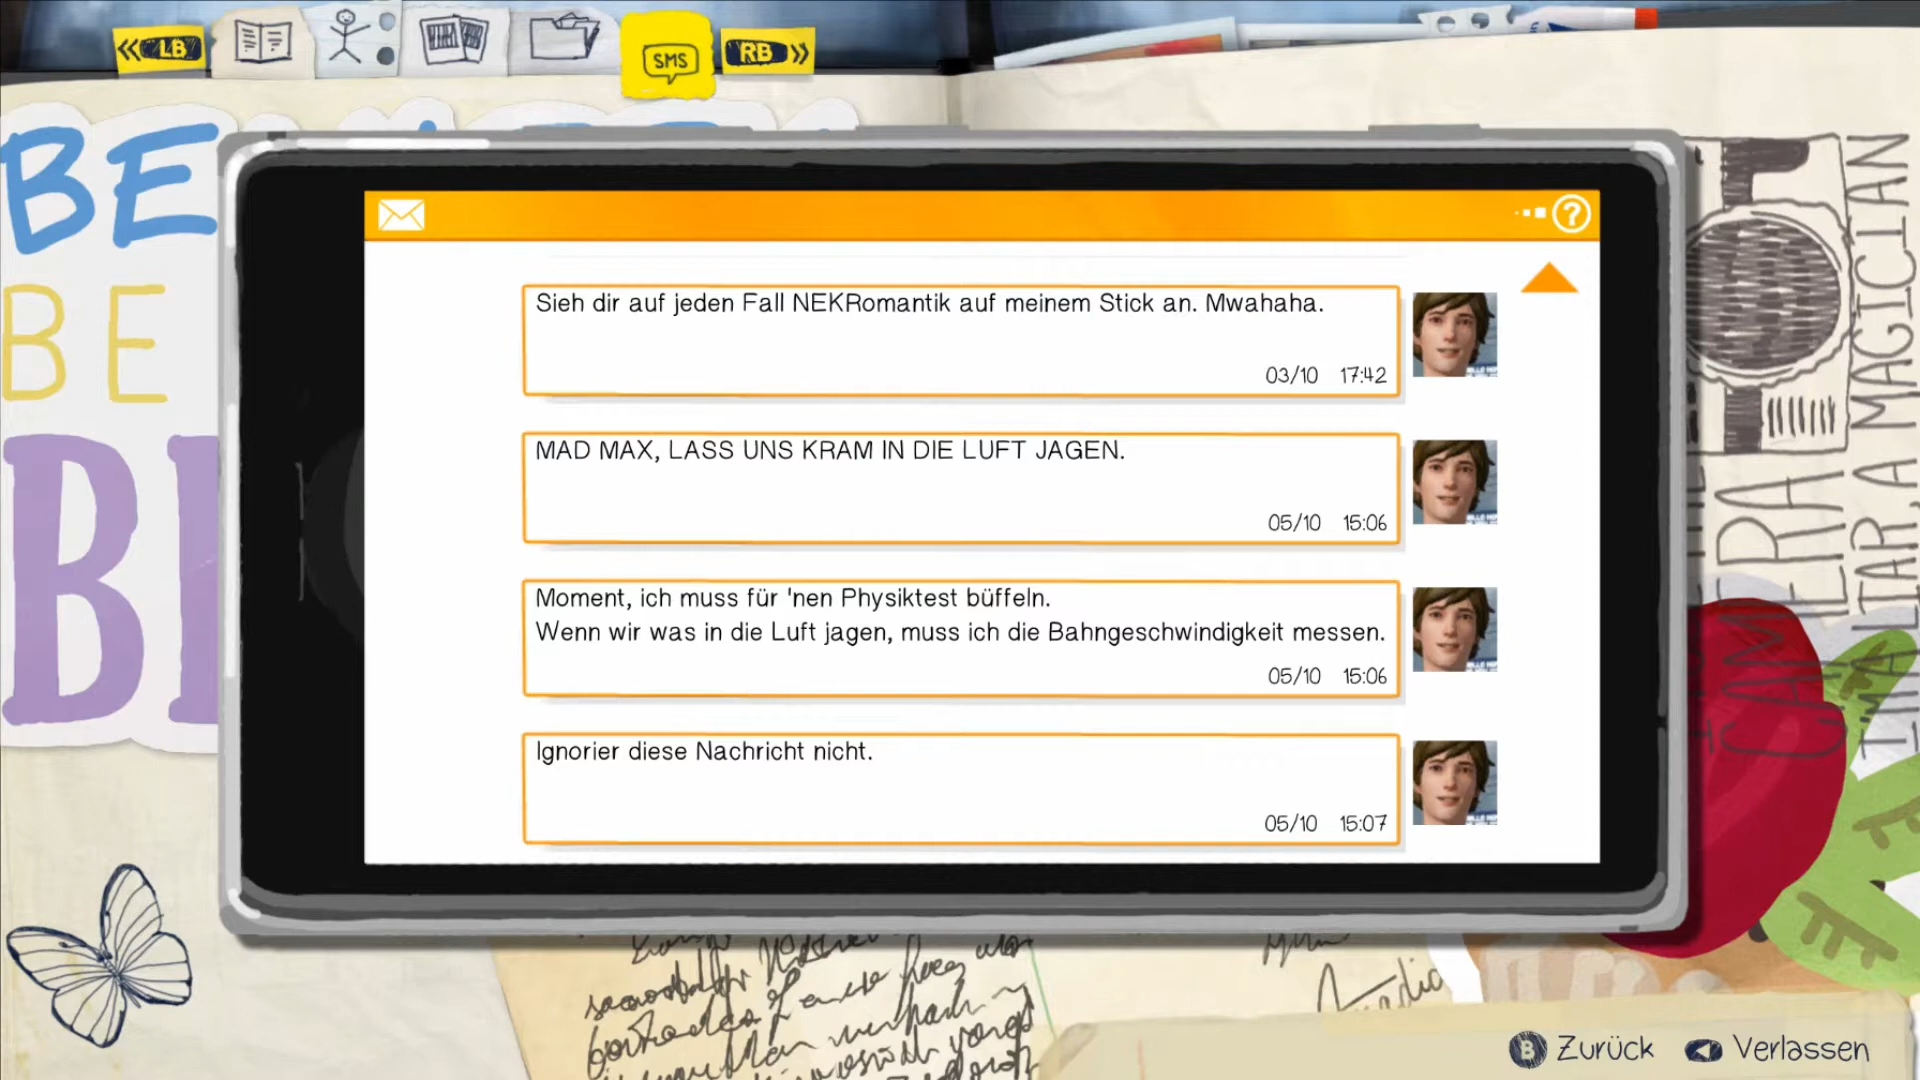 LB
SMS
RB
BE
BE
Sieh dir auf jeden Fall NEKRomantik auf meinem Stick an. Mwahaha.
03/10 17:42
MAD MAX, LASS UNS KRAM IN DIE LUFT JAGEN.
05/10 15:06
Moment, ich muss für 'nen Physiktest büffeln.
Wenn wir was in die Luft jagen, muss ich die Bahngeschwindigkeit messen.
05/10 15:06
Ignorier diese Nachricht nicht.
05/10 15:07
?
MAGICIAN
B Zurück
Verlassen